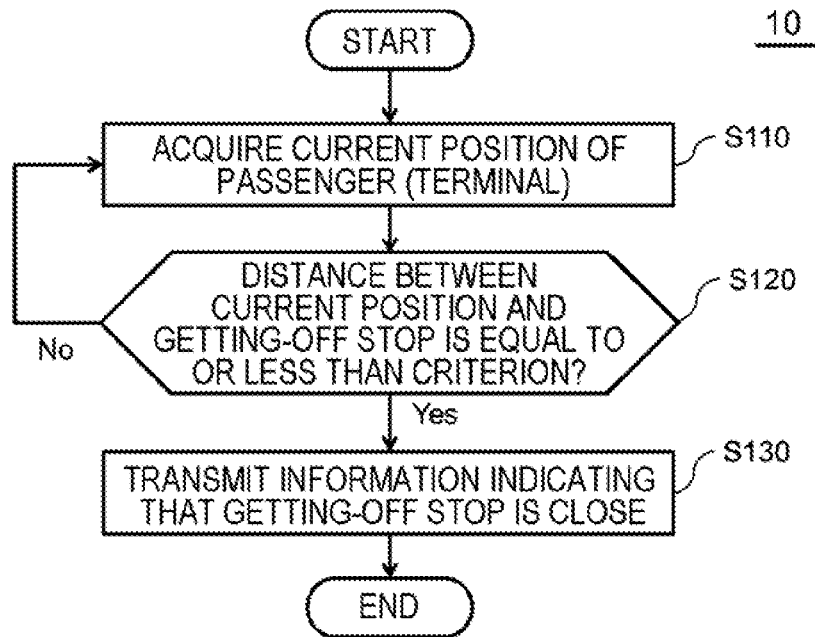 START
10
ACQUIRE CURRENT POSITION OF
PASSENGER (TERMINAL)
S110
DISTANCE BETWEEN
CURRENT POSITION AND
GETTING-OFF STOP IS EQUAL TO
OR LESS THAN CRITERION?
S120
No
Yes
TRANSMIT INFORMATION INDICATING
THAT GETTING-OFF STOP IS CLOSE
S130
END